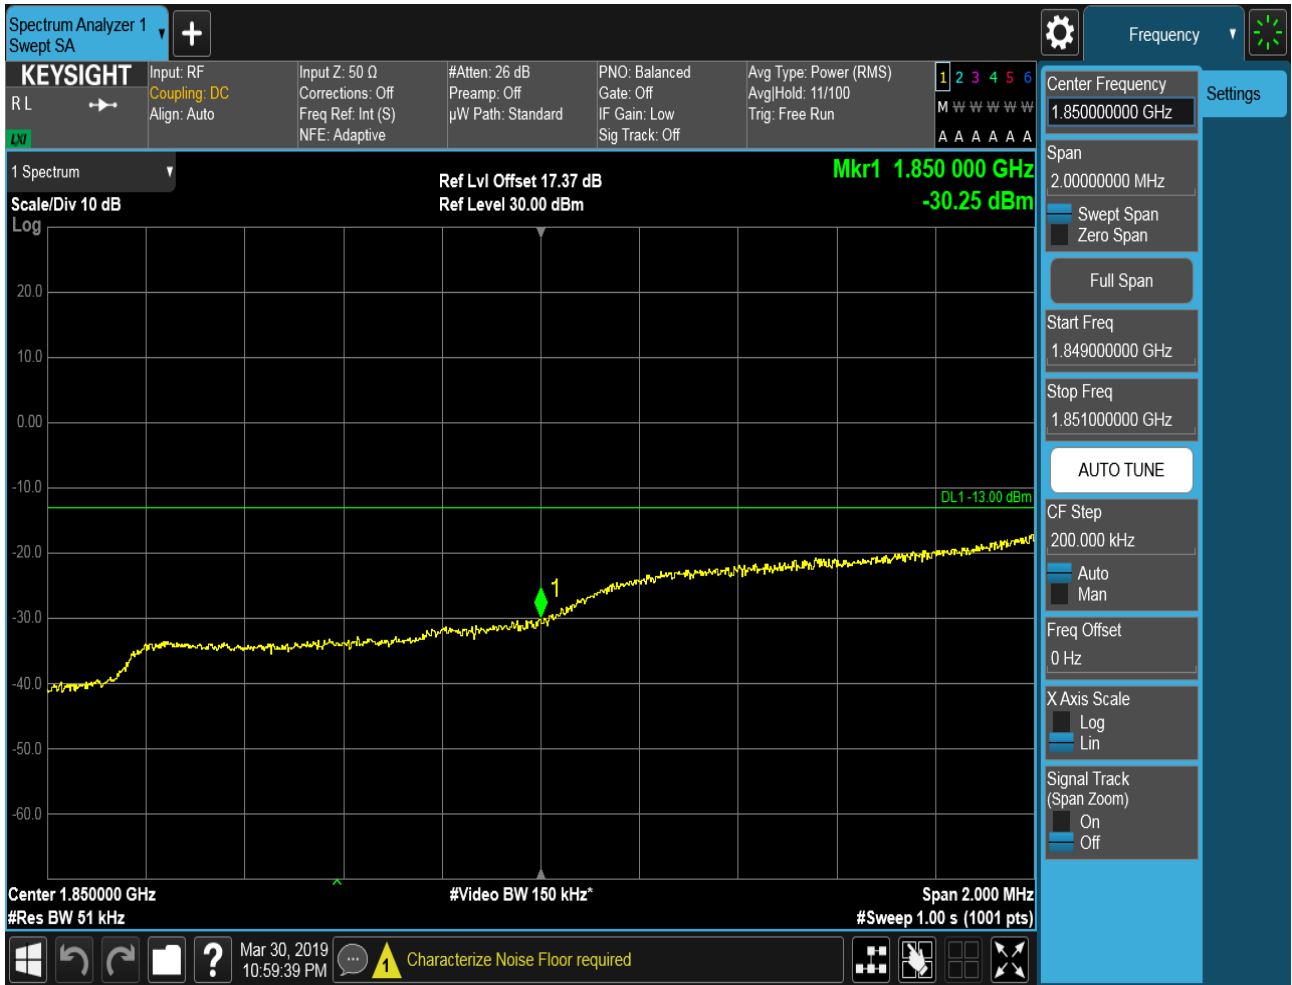 Spectrum Analyzer 1
Swept SA
Frequency
KEYSIGHT
R L
LXI
Input: RF
Coupling: DC
Align: Auto
Input Z: 50 Ω
Corrections: Off
Freq Ref: Int (S)
NFE: Adaptive
#Atten: 26 dB
Preamp: Off
µW Path: Standard
PNO: Balanced
Gate: Off
IF Gain: Low
Sig Track: Off
Avg Type: Power (RMS)
Avg|Hold: 11/100
Trig: Free Run
1 2 3 4 5 6
M W W W W W
A A A A A A
1 Spectrum
Scale/Div 10 dB
Log
Ref Lvl Offset 17.37 dB
Ref Level 30.00 dBm
Mkr1 1.850 000 GHz
-30.25 dBm
20.0
10.0
0.00
-10.0
DL1 -13.00 dBm
-20.0
1
-30.0
-40.0
-50.0
-60.0
Center 1.850000 GHz
#Video BW 150 kHz*
Span 2.000 MHz
#Res BW 51 kHz
#Sweep 1.00 s (1001 pts)
Center Frequency
1.850000000 GHz
Settings
Span
2.00000000 MHz
Swept Span
Zero Span
Full Span
Start Freq
1.849000000 GHz
Stop Freq
1.851000000 GHz
AUTO TUNE
CF Step
200.000 kHz
Auto
Man
Freq Offset
0 Hz
X Axis Scale
Log
Lin
Signal Track
(Span Zoom)
On
Off
?
Mar 30, 2019
10:59:39 PM
1
Characterize Noise Floor required